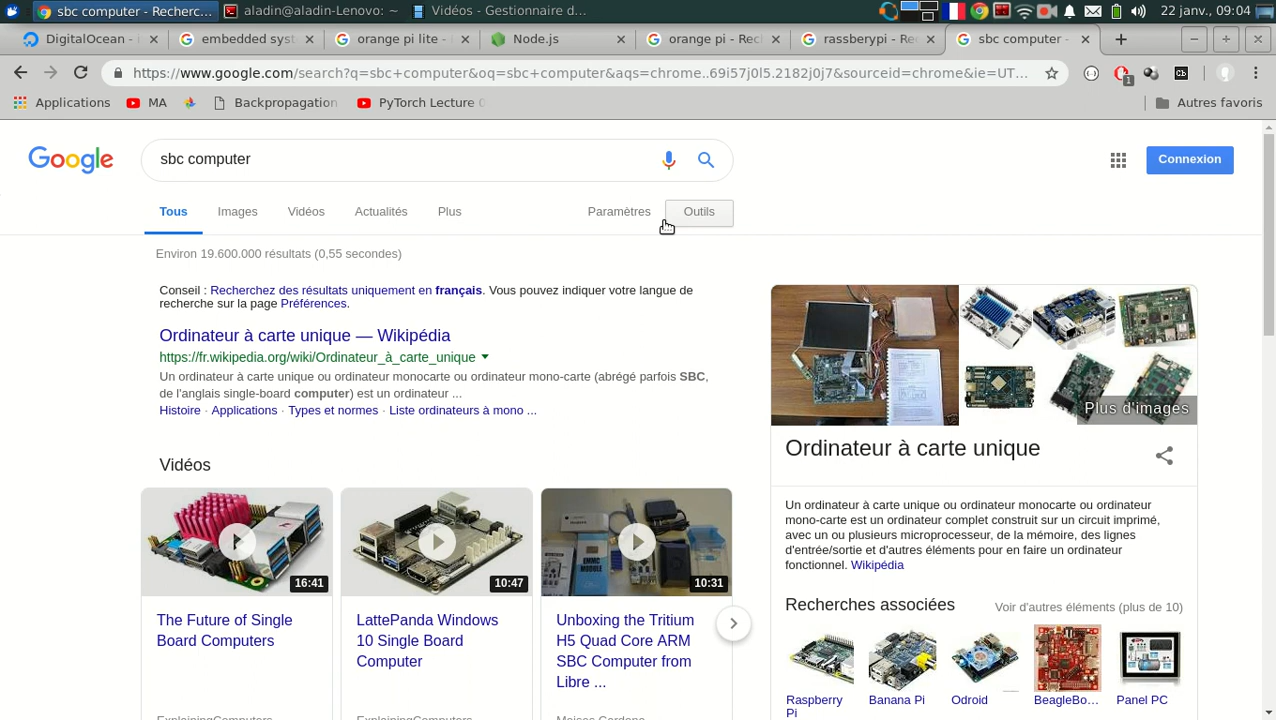 sbc computer - Recherc...
aladin@aladin-Lenovo: ~
Vidéos - Gestionnaire d...
22 janv., 09:04
DigitalOcean -
embedded syst
orange pi lite -
Node.js
orange pi - Rec
rassberypi - Re
sbc computer -
https://www.google.com/search?q=sbc+computer&oq=sbc+computer&aqs=chrome..69i57j0l5.2182j0j7&sourceid=chrome&ie=UT...
1
Cb
Applications
MA
Backpropagation
PyTorch Lecture 0
Autres favoris
Google
sbc computer
Connexion
Tous
Images
Vidéos
Actualités
Plus
Paramètres
Outils
Environ 19.600.000 résultats (0,55 secondes)
Conseil : Recherchez des résultats uniquement en français. Vous pouvez indiquer votre langue de
recherche sur la page Préférences.
Ordinateur à carte unique — Wikipédia
https://fr.wikipedia.org/wiki/Ordinateur_à_carte_unique
Un ordinateur à carte unique ou ordinateur monocarte ou ordinateur mono-carte (abrégé parfois SBC,
de l'anglais single-board computer) est un ordinateur ...
Histoire · Applications · Types et normes · Liste ordinateurs à mono ...
Vidéos
16:41
10:47
10:31
The Future of Single
Board Computers
LattePanda Windows
10 Single Board
Computer
Unboxing the Tritium
H5 Quad Core ARM
SBC Computer from
Libre ...
ExplainingComputers
ExplainingComputers
Plus d'images
Ordinateur à carte unique
Un ordinateur à carte unique ou ordinateur monocarte ou ordinateur
mono-carte est un ordinateur complet construit sur un circuit imprimé,
avec un ou plusieurs microprocesseur, de la mémoire, des lignes
d'entrée/sortie et d'autres éléments pour en faire un ordinateur
fonctionnel. Wikipédia
Recherches associées
Voir d'autres éléments (plus de 10)
Raspberry
Pi
Banana Pi
Odroid
BeagleBo...
Panel PC